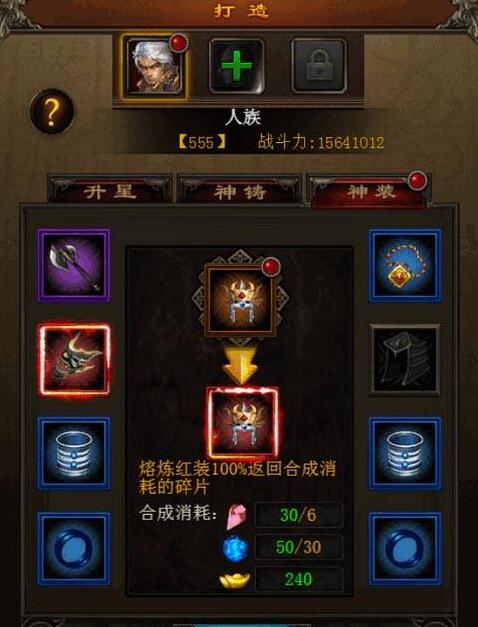 打造
?
人族
【555】 战斗力:15641012
升星 神铸 神装
熔炼红装100%返回合成消
耗的碎片
合成消耗: 30/6
50/30
240